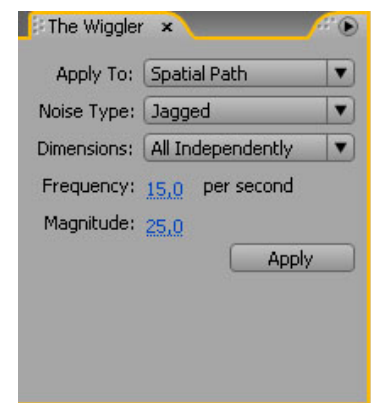 The Wiggler x
Apply To: Spatial Path
Noise Type: Jagged
Dimensions: All Independently
Frequency: 15,0 per second
Magnitude: 25,0
Apply